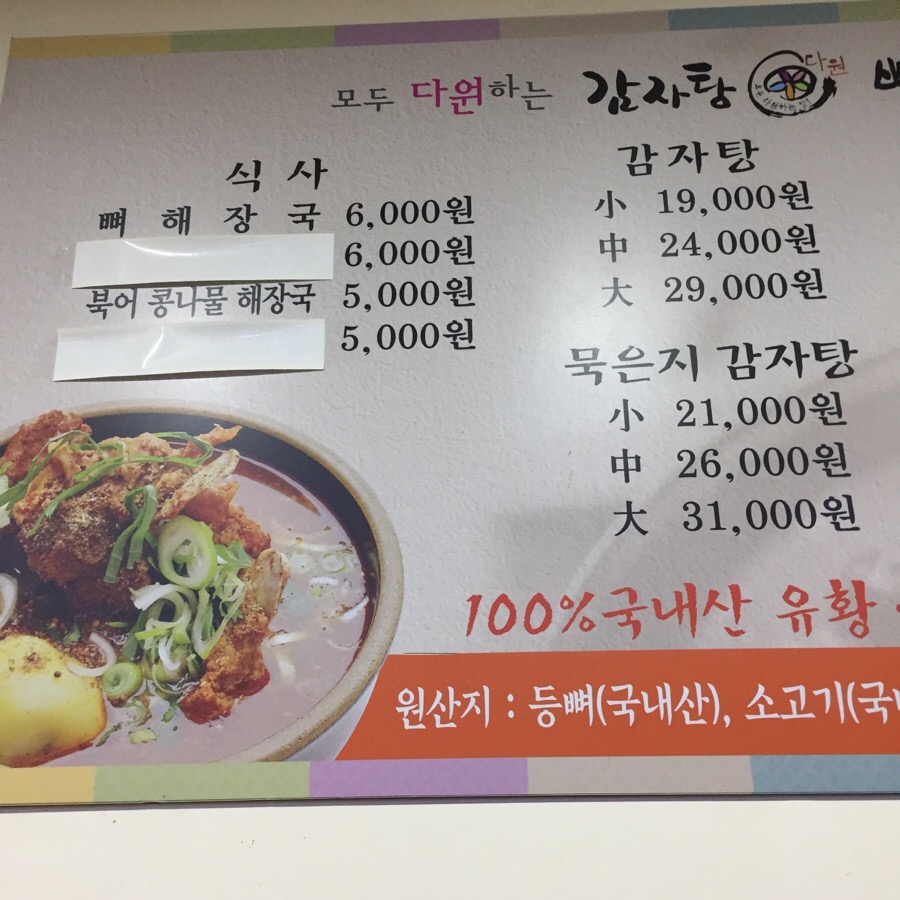 모두 다원하는 감자탕 다원
식사
뼈해장국 6,000원
6,000원
북어 콩나물 해장국 5,000원
5,000원
감자탕
小 19,000원
中 24,000원
大 29,000원
묵은지 감자탕
小 21,000원
中 26,000원
大 31,000원
100%국내산 유황
원산지 : 등뼈(국내산), 소고기(국